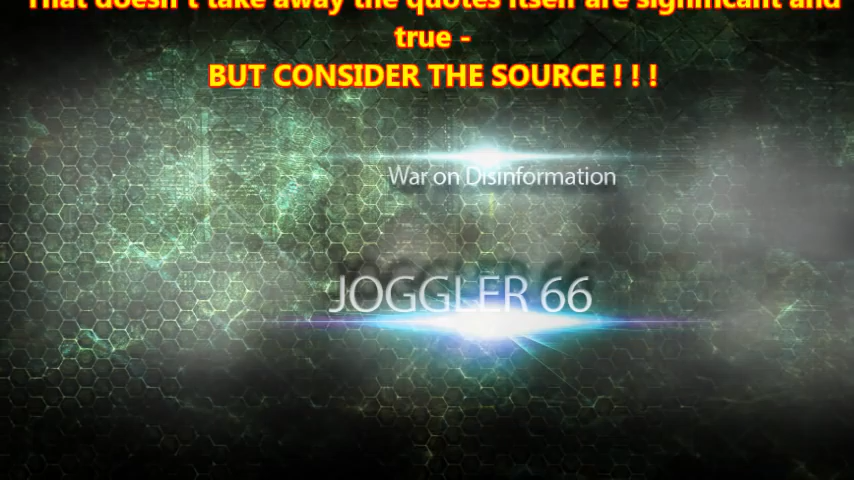 That doesn't take away the quotes itself are significant and
true -
BUT CONSIDER THE SOURCE ! ! !
War on Disinformation
JOGGLER 66